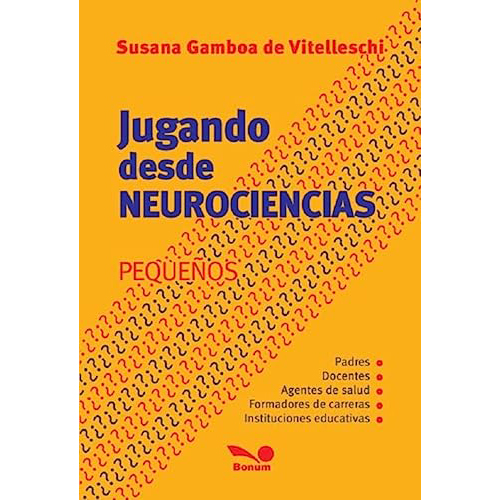 Susana Gamboa de Vitelleschi
Jugando
desde
NEUROCIENCIAS
PEQUEÑOS
Padres
Docentes
Agentes de salud
Formadores de carreras
Instituciones educativas
Bonum